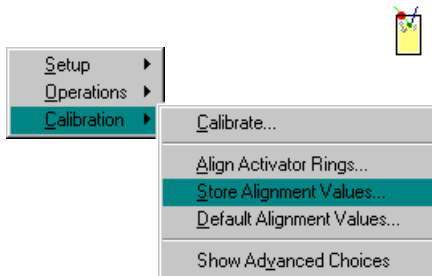 Setup
Operations
Calibration
Calibrate...
Align Activator Rings...
Store Alignment Values...
Default Alignment Values...
Show Advanced Choices